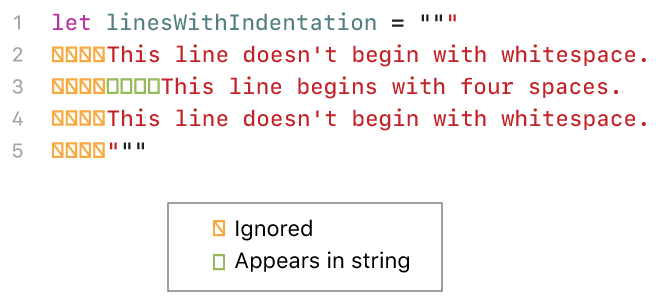 1 let linesWithIndentation = """
2 This line doesn't begin with whitespace.
3 This line begins with four spaces.
4 This line doesn't begin with whitespace.
5 """
Ignored
Appears in string